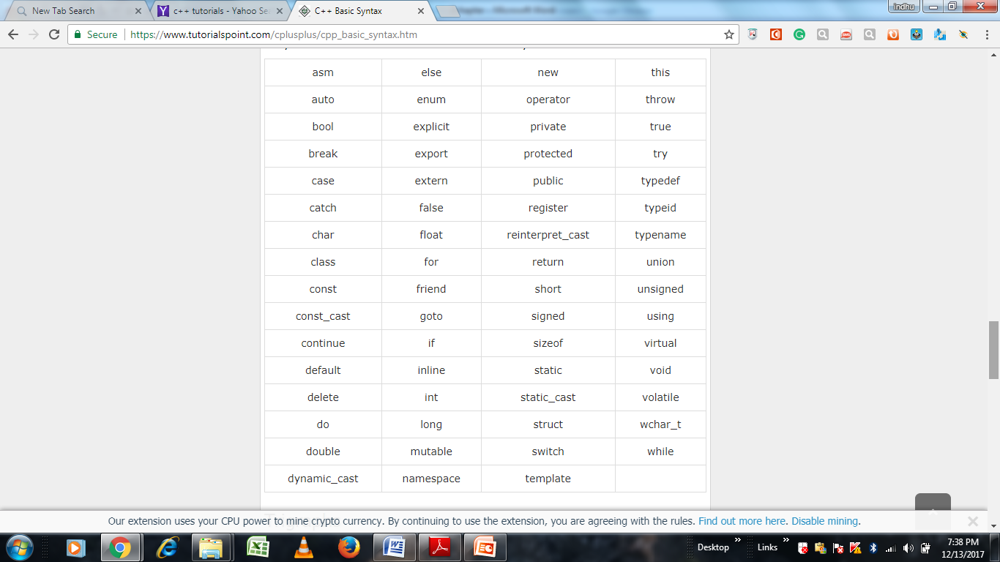 New Tab Search
c++ tutorials - Yahoo Se
C++ Basic Syntax
indhu
Secure
https://www.tutorialspoint.com/cplusplus/cpp_basic_syntax.htm
asm else new this
auto enum operator throw
bool explicit private true
break export protected try
case extern public typedef
catch false register typeid
char float reinterpret_cast typename
class for return union
const friend short unsigned
const_cast goto signed using
continue if sizeof virtual
default inline static void
delete int static_cast volatile
do long struct wchar_t
double mutable switch while
dynamic_cast namespace template
Our extension uses your CPU power to mine crypto currency. By continuing to use the extension, you are agreeing with the rules. Find out more here. Disable mining.
Desktop
Links
7:38 PM
12/13/2017